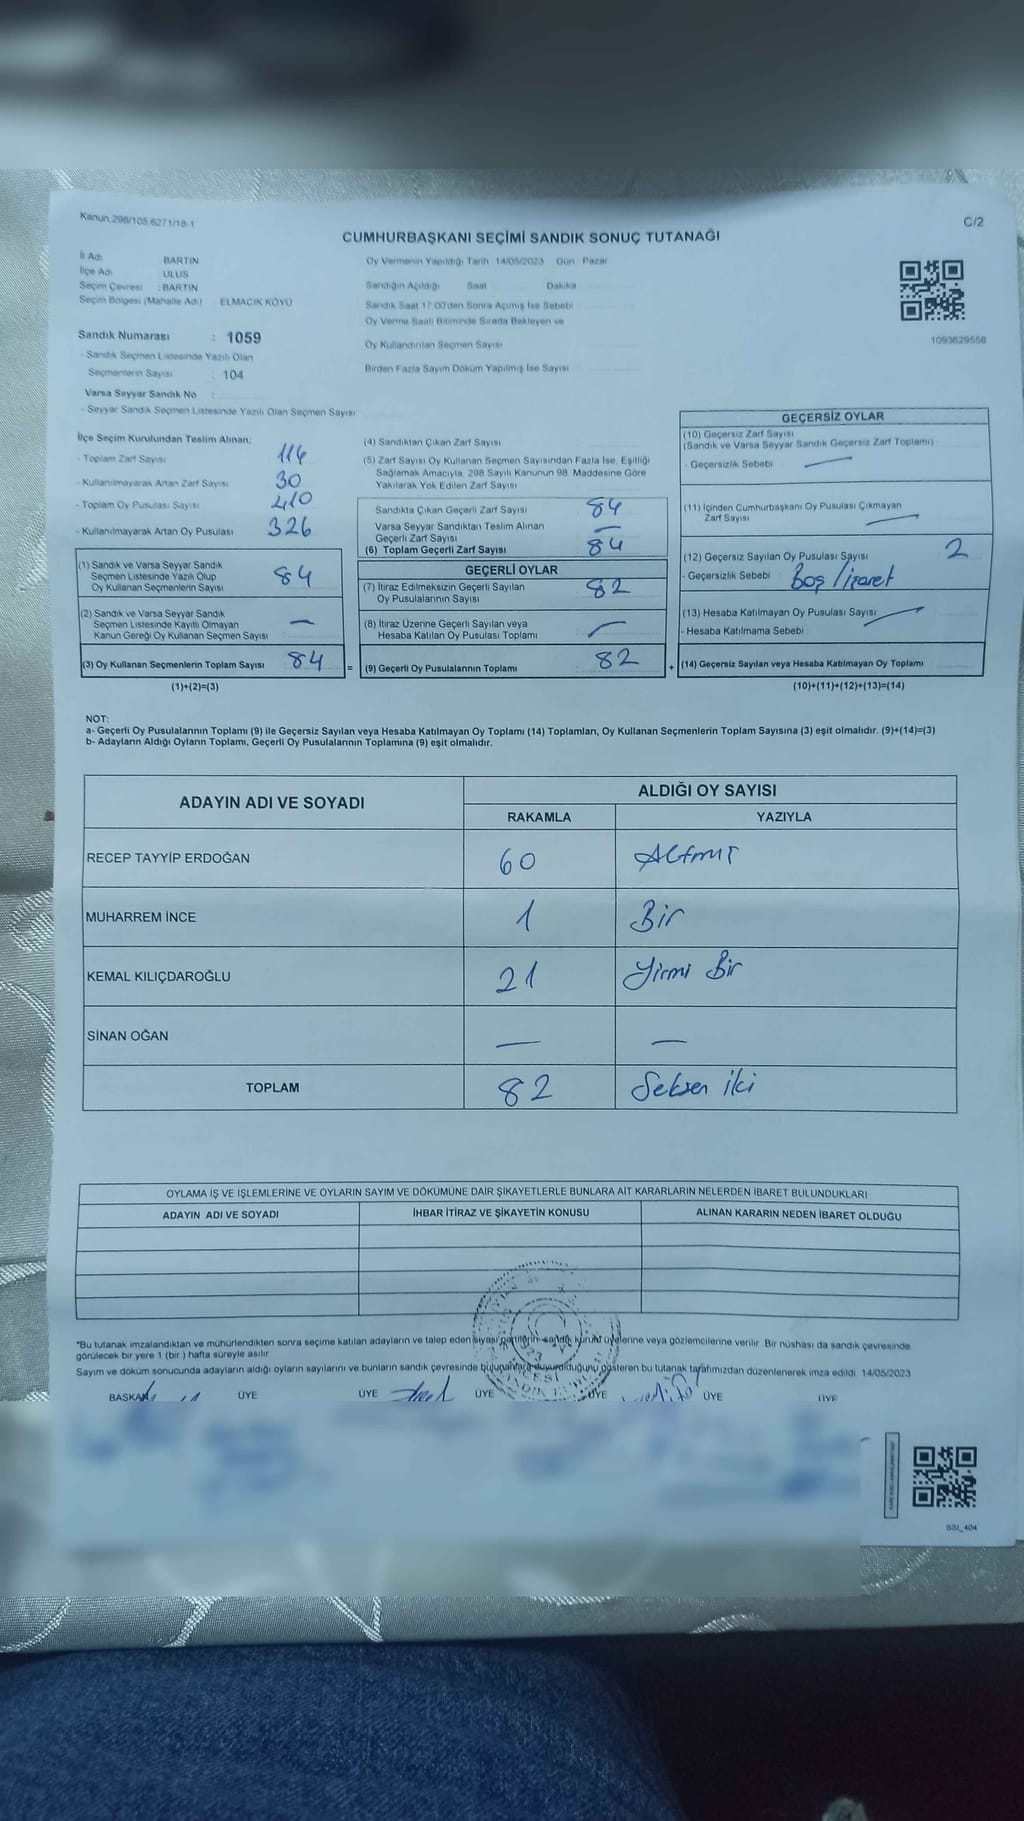 Kanun:298/105,6271/18-1
C/2
CUMHURBAŞKANI SEÇİMİ SANDIK SONUÇ TUTANAĞI
İl Adı BARTIN
İlçe Adı ULUS
Seçim Çevresi : BARTIN
Seçim Bölgesi (Mahalle Adı) ELMACIK KÖYÜ
Sandık Numarası : 1059
- Sandık Seçmen Listesinde Yazılı Olan
Seçmenlerin Sayısı : 104
Varsa Seyyar Sandık No :
- Seyyar Sandık Seçmen Listesinde Yazılı Olan Seçmen Sayısı
Oy Vermenin Yapıldığı Tarih : 14/05/2023 Gün : Pazar
Sandığın Açıldığı Saat Dakika
Sandık Saat 17:00'den Sonra Açılmış İse Sebebi
Oy Verme Saati Bitiminde Sırada Bekleyen ve
Oy Kullandırılan Seçmen Sayısı
Birden Fazla Sayım Döküm Yapılmış İse Sayısı
1093629558
İlçe Seçim Kurulundan Teslim Alınan;
- Toplam Zarf Sayısı 114
- Kullanılmayarak Artan Zarf Sayısı 30
- Toplam Oy Pusulası Sayısı 410
- Kullanılmayarak Artan Oy Pusulası 326
(1) Sandık ve Varsa Seyyar Sandık
Seçmen Listesinde Yazılı Olup
Oy Kullanan Seçmenlerin Sayısı 84
(2) Sandık ve Varsa Seyyar Sandık
Seçmen Listesinde Kayıtlı Olmayan
Kanun Gereği Oy Kullanan Seçmen Sayısı —
(3) Oy Kullanan Seçmenlerin Toplam Sayısı 84 =
(1)+(2)=(3)
(4) Sandıktan Çıkan Zarf Sayısı
(5) Zarf Sayısı Oy Kullanan Seçmen Sayısından Fazla İse, Eşitliği
Sağlamak Amacıyla, 298 Sayılı Kanunun 98. Maddesine Göre
Yakılarak Yok Edilen Zarf Sayısı
Sandıkta Çıkan Geçerli Zarf Sayısı 84
Varsa Seyyar Sandıktan Teslim Alınan
Geçerli Zarf Sayısı —
(6) Toplam Geçerli Zarf Sayısı 84
GEÇERLİ OYLAR
(7) İtiraz Edilmeksizin Geçerli Sayılan
Oy Pusulalarının Sayısı 82
(8) İtiraz Üzerine Geçerli Sayılan veya
Hesaba Katılan Oy Pusulası Toplamı —
(9) Geçerli Oy Pusulalarının Toplamı 82 +
GEÇERSİZ OYLAR
(10) Geçersiz Zarf Sayısı
(Sandık ve Varsa Seyyar Sandık Geçersiz Zarf Toplamı)
- Geçersizlik Sebebi —
(11) İçinden Cumhurbaşkanı Oy Pusulası Çıkmayan
Zarf Sayısı —
(12) Geçersiz Sayılan Oy Pusulası Sayısı 2
- Geçersizlik Sebebi Boş/işaret
(13) Hesaba Katılmayan Oy Pusulası Sayısı —
- Hesaba Katılmama Sebebi
(14) Geçersiz Sayılan veya Hesaba Katılmayan Oy Toplamı
(10)+(11)+(12)+(13)=(14)
NOT:
a- Geçerli Oy Pusulalarının Toplamı (9) ile Geçersiz Sayılan veya Hesaba Katılmayan Oy Toplamı (14) Toplamları, Oy Kullanan Seçmenlerin Toplam Sayısına (3) eşit olmalıdır. (9)+(14)=(3)
b- Adayların Aldığı Oyların Toplamı, Geçerli Oy Pusulalarının Toplamına (9) eşit olmalıdır.
ADAYIN ADI VE SOYADI ALDIĞI OY SAYISI
RAKAMLA YAZIYLA
RECEP TAYYİP ERDOĞAN 60 Altmış
MUHARREM İNCE 1 Bir
KEMAL KILIÇDAROĞLU 21 Yirmi Bir
SİNAN OĞAN — —
TOPLAM 82 Seksen iki
OYLAMA İŞ VE İŞLEMLERİNE VE OYLARIN SAYIM VE DÖKÜMÜNE DAİR ŞİKAYETLERLE BUNLARA AİT KARARLARIN NELERDEN İBARET BULUNDUKLARI
ADAYIN ADI VE SOYADI İHBAR İTİRAZ VE ŞİKAYETİN KONUSU ALINAN KARARIN NEDEN İBARET OLDUĞU
*Bu tutanak imzalandıktan ve mühürlendikten sonra seçime katılan adayların ve talep eden siyasi partilerin sandık kurulu üyelerine veya gözlemcilerine verilir. Bir nüshası da sandık çevresinde
görülecek bir yere 1 (bir) hafta süreyle asılır.
Sayım ve döküm sonucunda adayların aldığı oyların sayılarını ve bunların sandık çevresinde bulunanlara duyurulduğunu gösteren bu tutanak tarafımızdan düzenlenerek imza edildi. 14/05/2023
BAŞKAN ÜYE ÜYE ÜYE ÜYE ÜYE ÜYE
SSI_404